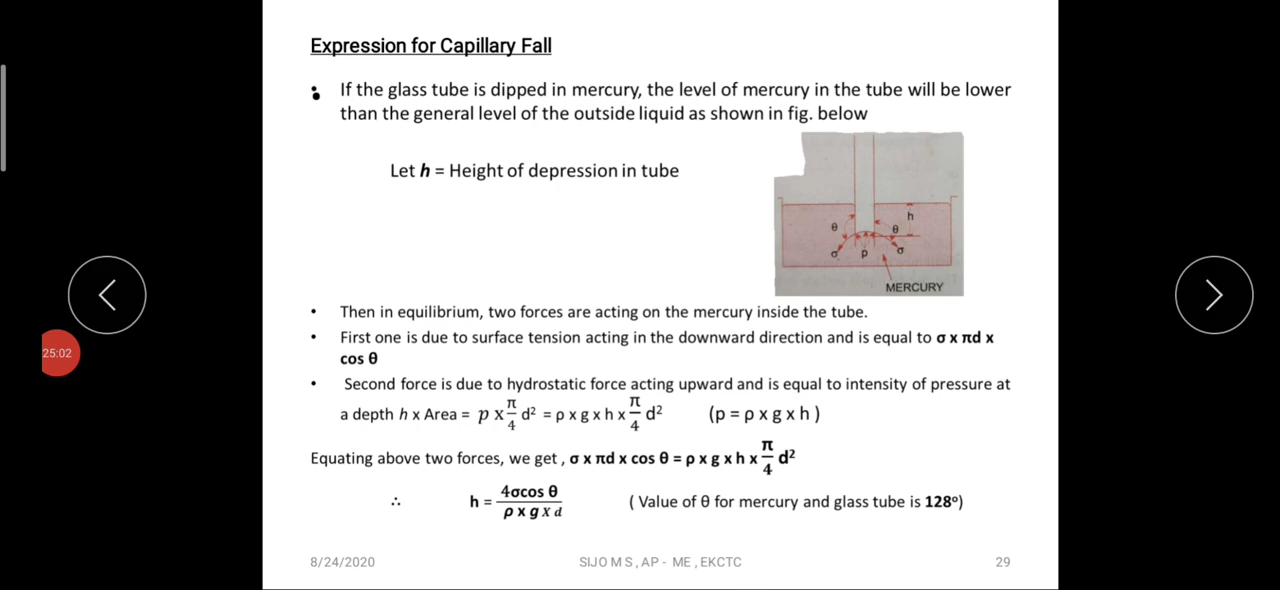 Expression for Capillary Fall
If the glass tube is dipped in mercury, the level of mercury in the tube will be lower
than the general level of the outside liquid as shown in fig. below
Let h = Height of depression in tube
h
θ
θ
σ
p
σ
MERCURY
• Then in equilibrium, two forces are acting on the mercury inside the tube.
• First one is due to surface tension acting in the downward direction and is equal to σ x πd x
cos θ
• Second force is due to hydrostatic force acting upward and is equal to intensity of pressure at
a depth h x Area = p x π/4 d² = ρ x g x h x π/4 d² (p = ρ x g x h )
Equating above two forces, we get , σ x πd x cos θ = ρ x g x h x π/4 d²
∴ h = 4σcos θ / ρ x g x d ( Value of θ for mercury and glass tube is 128°)
25:02
8/24/2020 SIJO M S , AP - ME , EKCTC 29